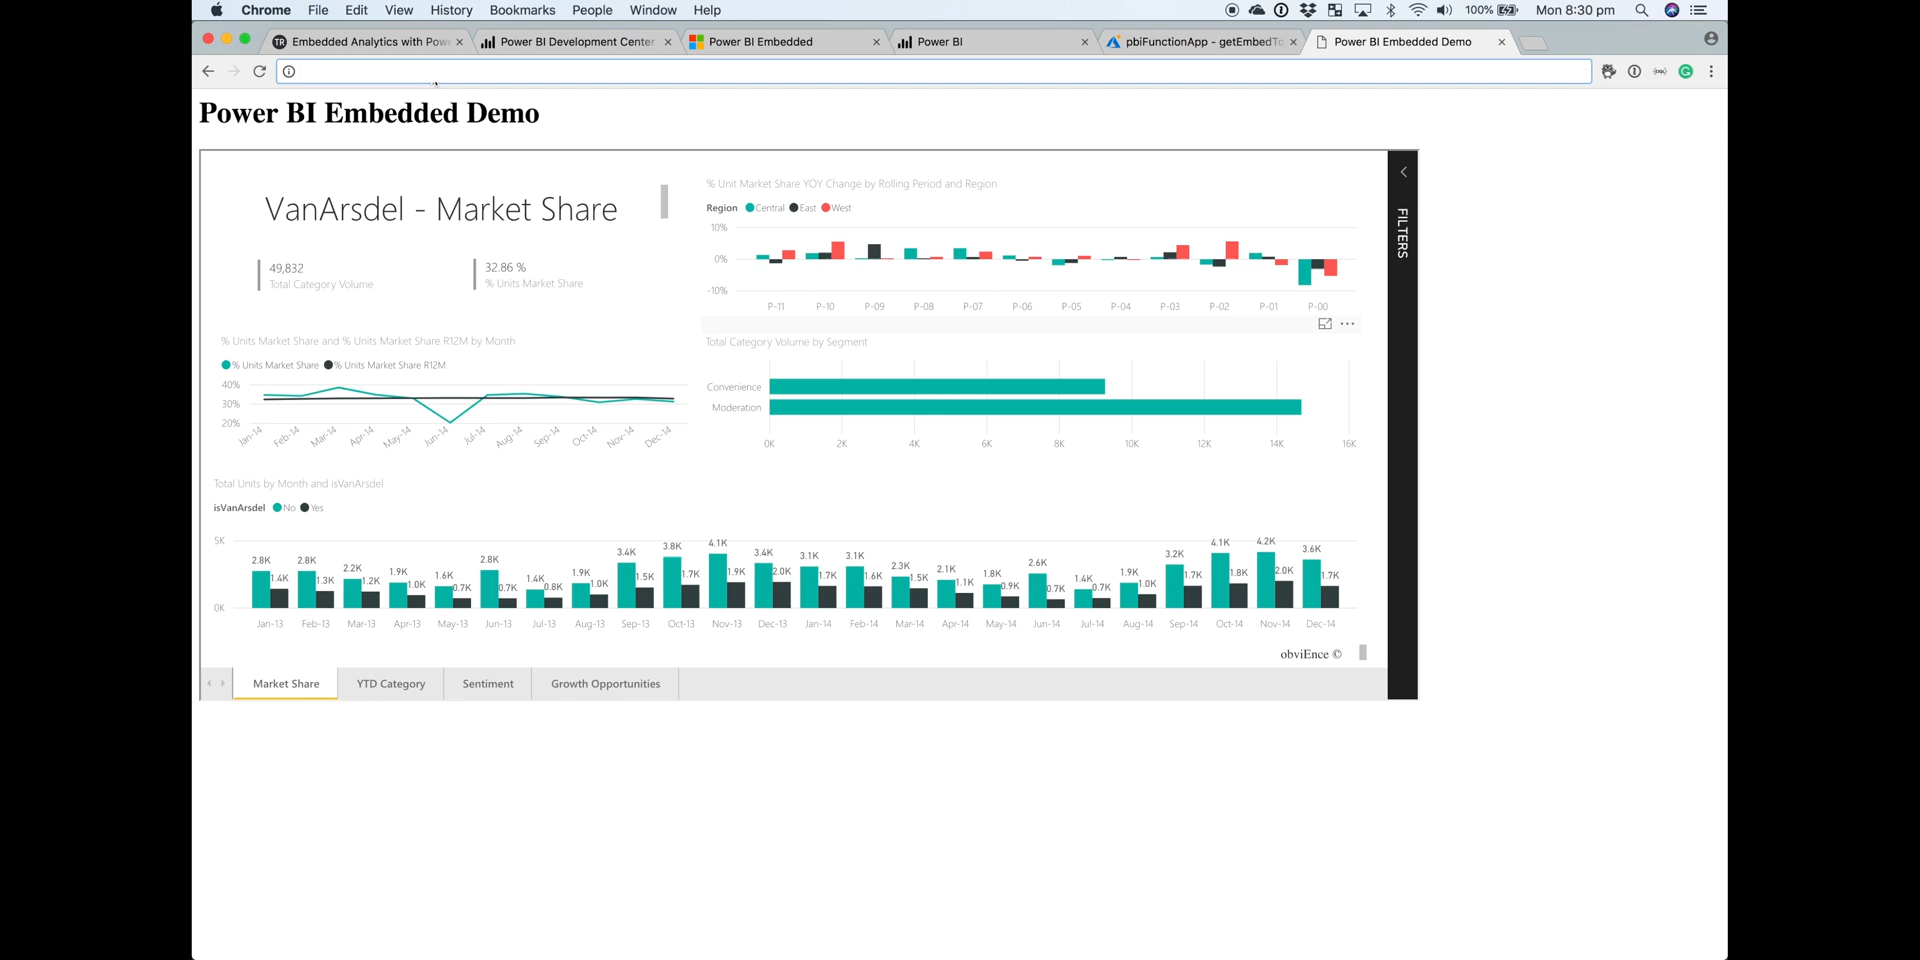 Chrome File Edit View History Bookmarks People Window Help 100% Mon 8:30 pm
Embedded Analytics with Powe Power BI Development Center Power BI Embedded Power BI pbiFunctionApp - getEmbedTo Power BI Embedded Demo
Power BI Embedded Demo
VanArsdel - Market Share
49,832
Total Category Volume
32.86 %
% Units Market Share
% Unit Market Share YOY Change by Rolling Period and Region
Region Central East West
10%
0%
-10%
P-11 P-10 P-09 P-08 P-07 P-06 P-05 P-04 P-03 P-02 P-01 P-00
FILTERS
% Units Market Share and % Units Market Share R12M by Month
% Units Market Share % Units Market Share R12M
40%
30%
20%
Jan-14 Feb-14 Mar-14 Apr-14 May-14 Jun-14 Jul-14 Aug-14 Sep-14 Oct-14 Nov-14 Dec-14
Total Category Volume by Segment
Convenience
Moderation
0K 2K 4K 6K 8K 10K 12K 14K 16K
Total Units by Month and isVanArsdel
isVanArsdel No Yes
5K
0K
2.8K 1.4K 2.8K 1.3K 2.2K 1.2K 1.9K 1.0K 1.6K 0.7K 2.8K 0.7K 1.4K 0.8K 1.9K 1.0K 3.4K 1.5K 3.8K 1.7K 4.1K 1.9K 3.4K 2.0K 3.1K 1.7K 3.1K 1.6K 2.3K 1.5K 2.1K 1.1K 1.8K 0.9K 2.6K 0.7K 1.4K 0.7K 1.9K 1.0K 3.2K 1.7K 4.1K 1.8K 4.2K 2.0K 3.6K 1.7K
Jan-13 Feb-13 Mar-13 Apr-13 May-13 Jun-13 Jul-13 Aug-13 Sep-13 Oct-13 Nov-13 Dec-13 Jan-14 Feb-14 Mar-14 Apr-14 May-14 Jun-14 Jul-14 Aug-14 Sep-14 Oct-14 Nov-14 Dec-14
obviEnce ©
Market Share YTD Category Sentiment Growth Opportunities